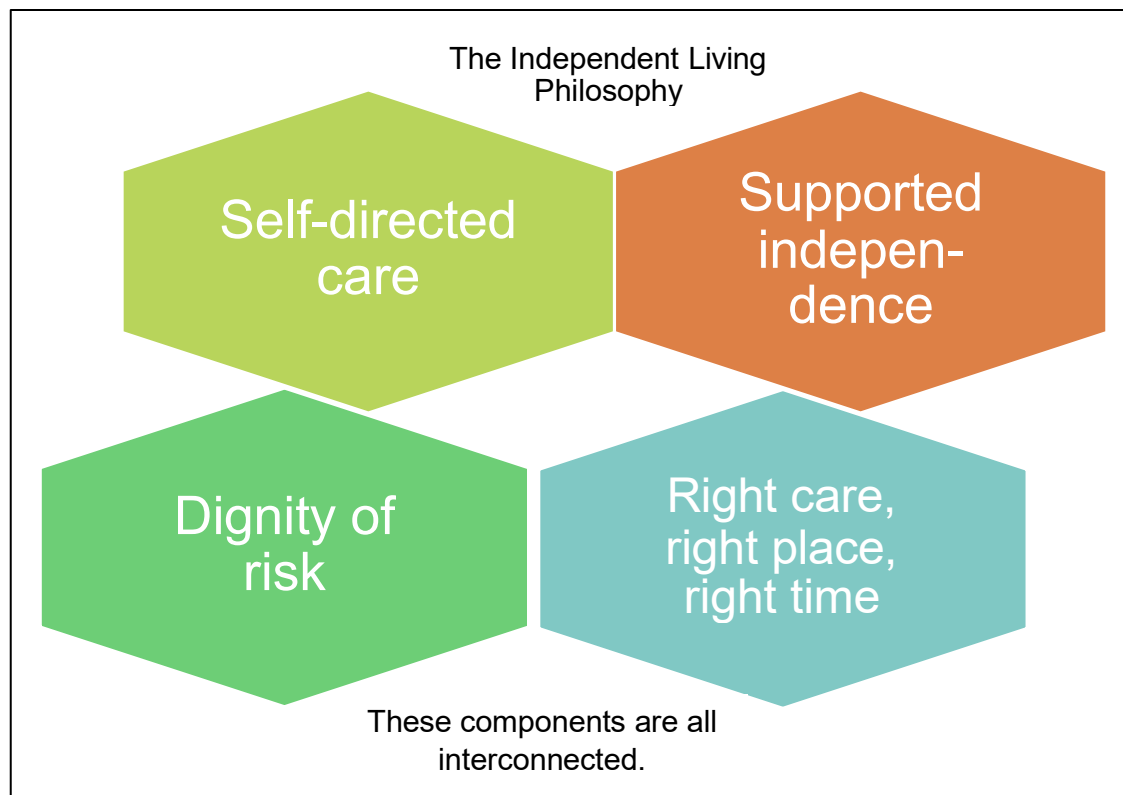 The Independent Living
Philosophy
Self-directed
care
Supported
indepen-
dence
Dignity of
risk
Right care,
right place,
right time
These components are all
interconnected.